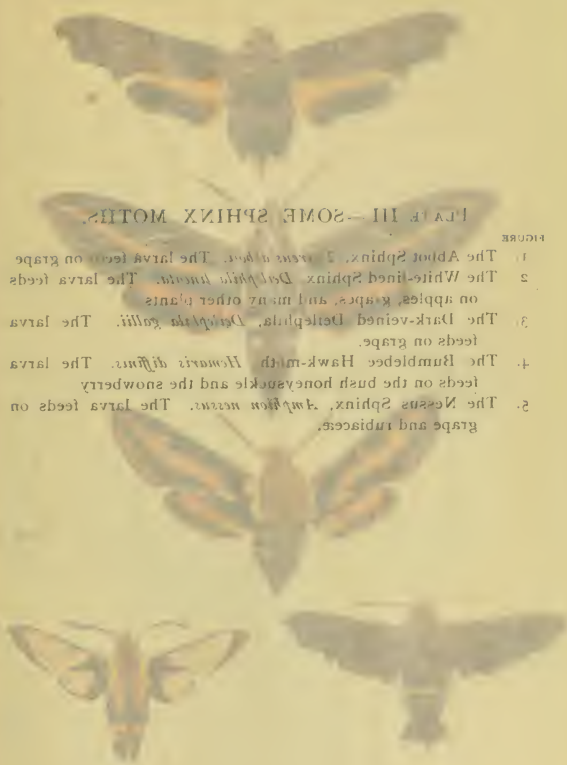 PLATE III—SOME SPHINX MOTHS.
FIGURE
1. The Abbot Sphinx, abbotii. The larva feeds on grape
2. The White-lined Sphinx, Deilephila lineata. The larva feeds
on apples, grapes, and many other plants
3. The Dark-veined Deilephila, Deilephila gallii. The larva
feeds on grape.
4. The Bumblebee Hawk-moth, Hemaris diffinis. The larva
feeds on the bush honeysuckle and the snowberry
5. The Nessus Sphinx, Amphion nessus. The larva feeds on
grape and rubiaceæ.